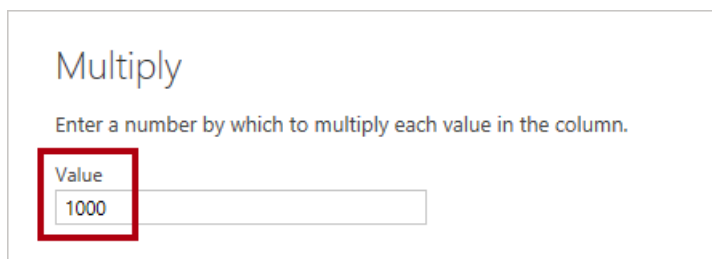 Multiply
Enter a number by which to multiply each value in the column.
Value
1000